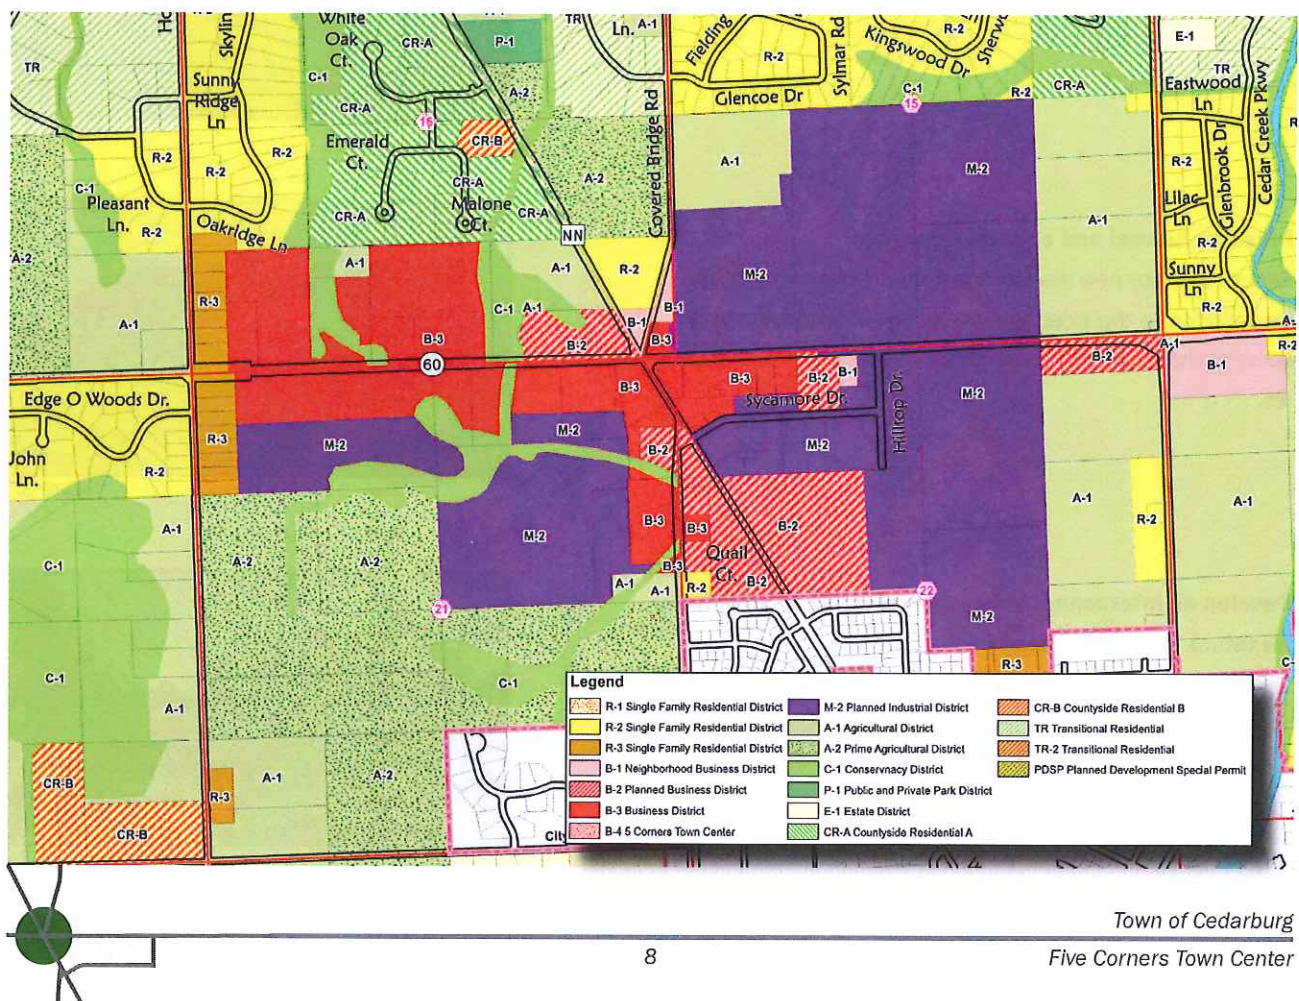 White
Oak
Ct.
CR-A
P-1
TR
Ln.
A-1
Fielding
R-2
Sylmar Rd
Kingswood Dr
R-2
E-1
TR
TR
Sunny
Ridge
Ln
C-1
CR-A
A-2
Glencoe Dr
C-1
15
R-2
CR-A
Eastwood
Ln
Cedar Creek Pkwy
Covered Bridge Rd
16
Emerald
Ct.
CR-B
R-2
R-2
R-2
A-1
M-2
R-2
Glenbrook Dr
C-1
Pleasant
Ln.
CR-A
Malone
Ct.
A-2
Lilac
Ln
R-2
Oakridge Ln
CR-A
CR-A
NN
A-1
R-2
A-2
A-1
A-1
R-2
M-2
Sunny
Ln
R-2
R-3
C-1
A-1
B-1
A-1
B-3
B-1
B-3
B-2
60
A-1
B-2
A-1
B-1
R-2
Edge O Woods Dr.
B-3
B-3
B-2
B-1
Sycamore Dr.
Hilltop Dr.
M-2
John
Ln.
R-2
R-3
M-2
M-2
B-2
M-2
A-1
A-1
C-1
A-1
A-2
A-2
M-2
B-3
B-3
B-2
R-2
Quail
Ct.
B-3
A-1
A-1
R-2
B-2
22
21
M-2
R-3
C-1
C-1
A-1
CR-B
R-3
A-1
A-2
CR-B
Legend
R-1 Single Family Residential District
R-2 Single Family Residential District
R-3 Single Family Residential District
B-1 Neighborhood Business District
B-2 Planned Business District
B-3 Business District
B-4 5 Corners Town Center
M-2 Planned Industrial District
A-1 Agricultural District
A-2 Prime Agricultural District
C-1 Conservnacy District
P-1 Public and Private Park District
E-1 Estate District
CR-A Countyside Residential A
CR-B Countyside Residential B
TR Transitional Residential
TR-2 Transitional Residential
PDSP Planned Development Special Permit
Town of Cedarburg
8
Five Corners Town Center